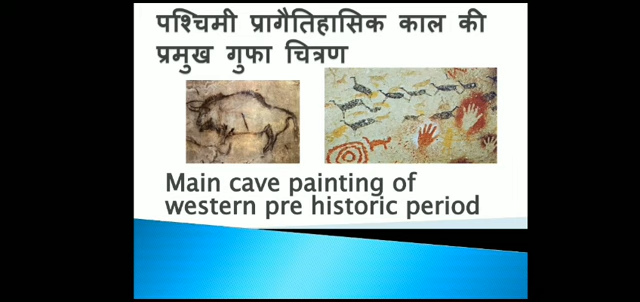 पश्चिमी प्रागैतिहासिक काल की
प्रमुख गुफा चित्रण
Main cave painting of
western pre historic period